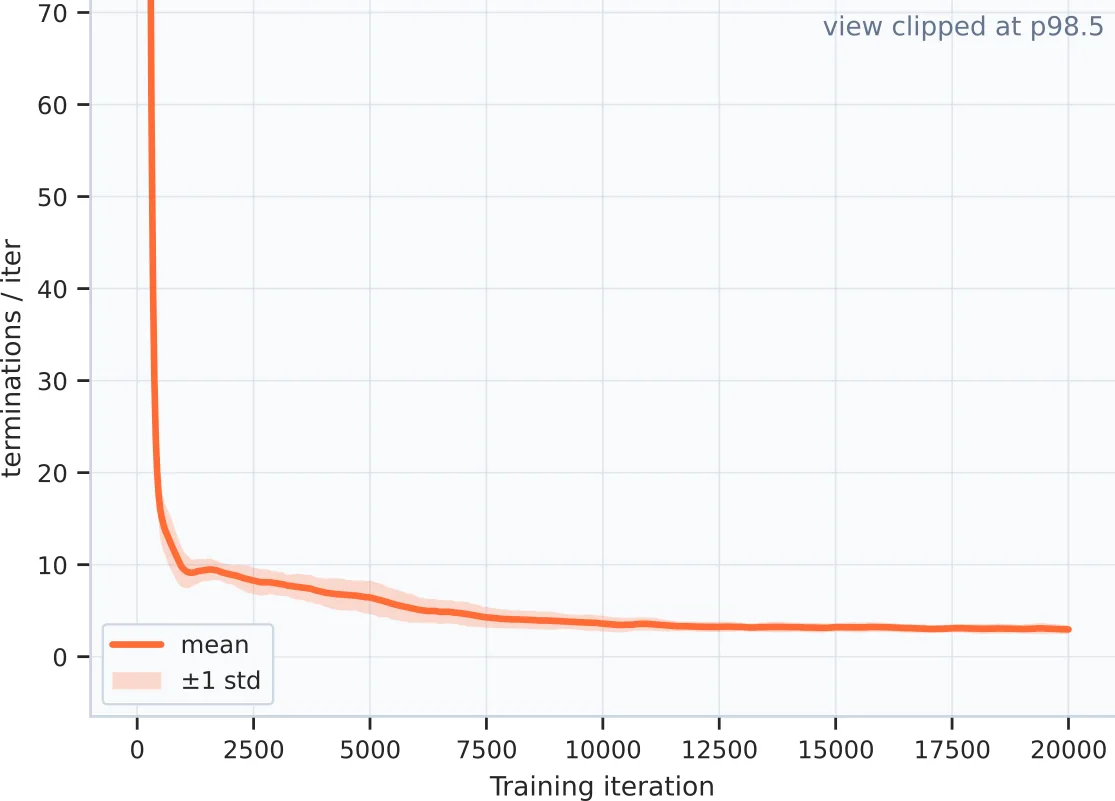 view clipped at p98.5
70
60
50
40
30
20
10
0
terminations / iter
mean
±1 std
0 2500 5000 7500 10000 12500 15000 17500 20000
Training iteration